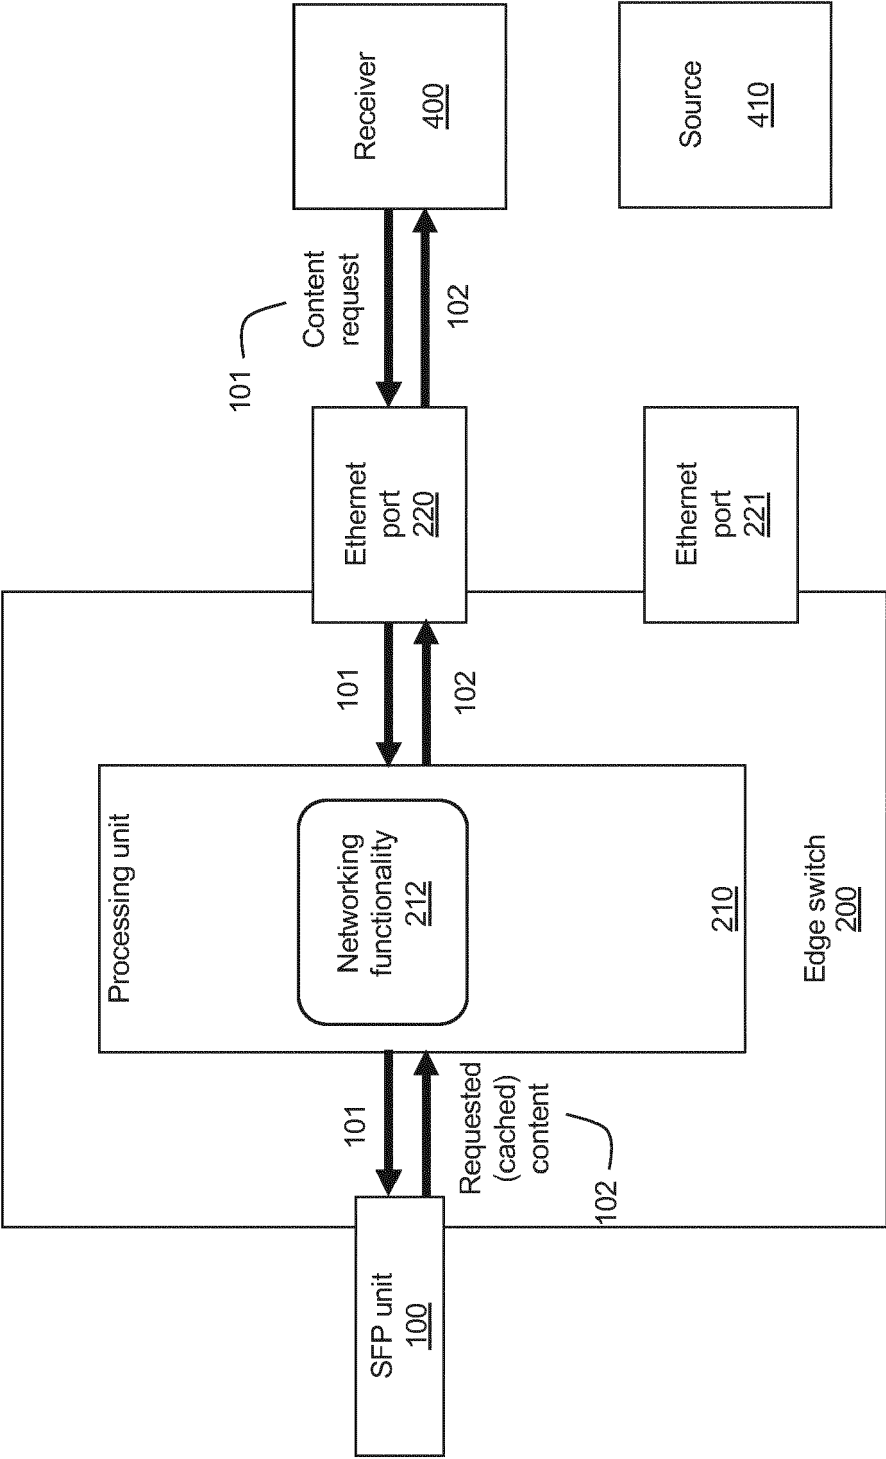 Receiver
400
Source
410
101
Content
request
102
Ethernet
port
220
Ethernet
port
221
101
102
Processing unit
Networking
functionality
212
210
Edge switch
200
101
Requested
(cached)
content
102
SFP unit
100